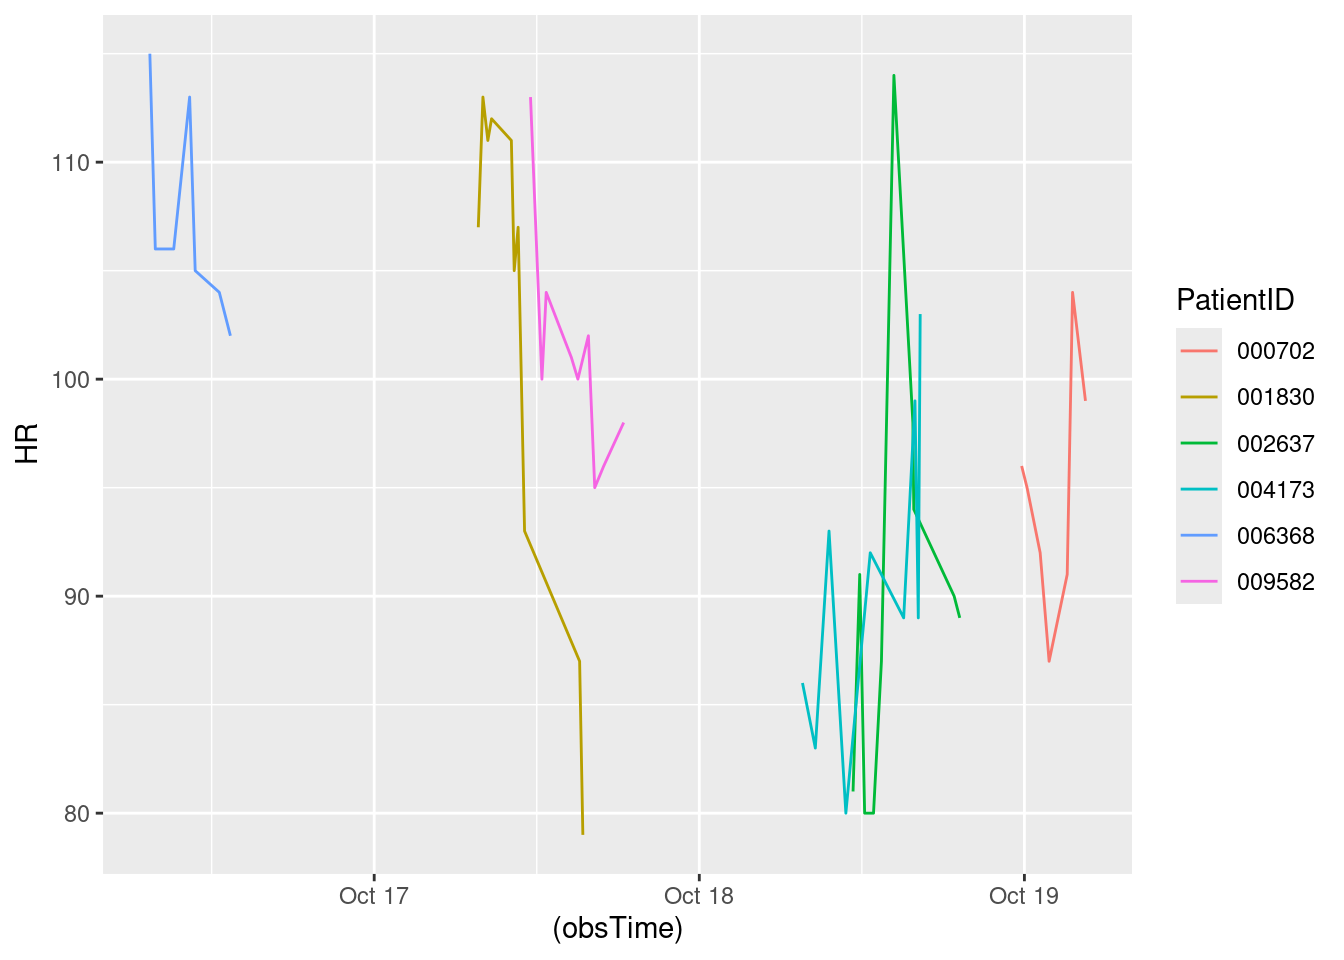 110
100
90
80
HR
Oct 17
Oct 18
Oct 19
(obsTime)
PatientID
000702
001830
002637
004173
006368
009582